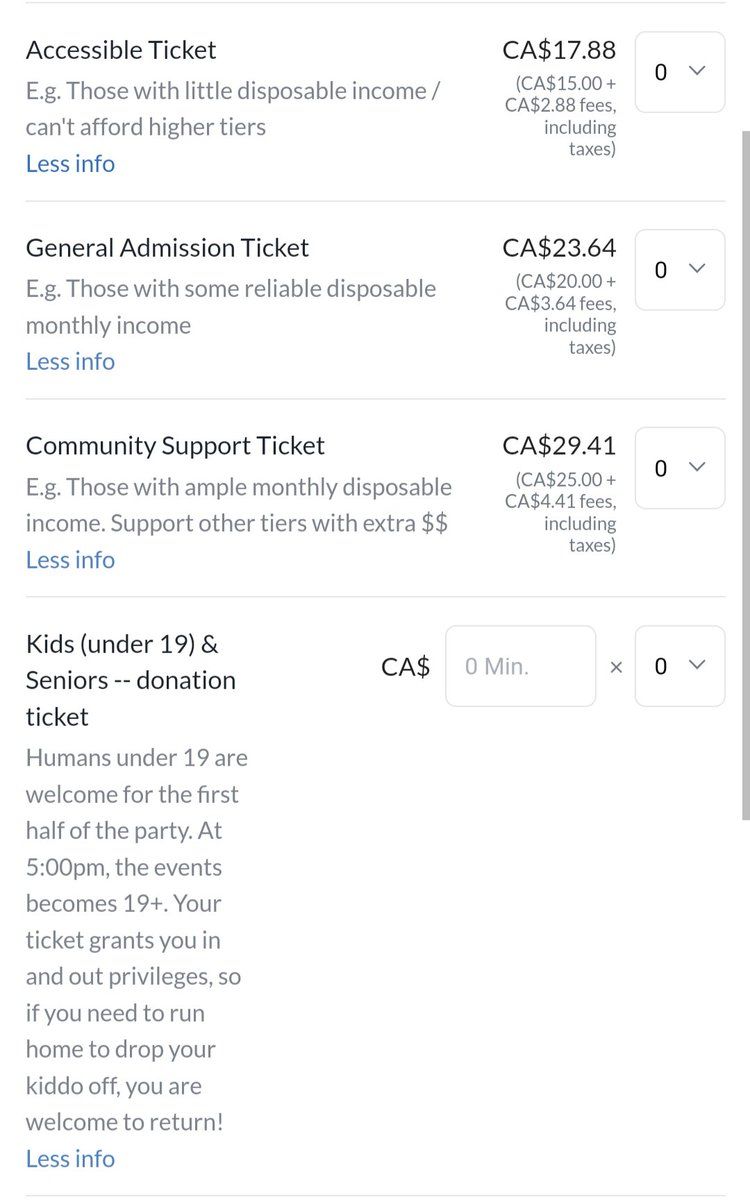 Accessible Ticket
CA$17.88
0
E.g. Those with little disposable income /
can't afford higher tiers
(CA$15.00 +
CA$2.88 fees,
including
taxes)
Less info
General Admission Ticket
CA$23.64
0
E.g. Those with some reliable disposable
monthly income
(CA$20.00 +
CA$3.64 fees,
including
taxes)
Less info
Community Support Ticket
CA$29.41
0
E.g. Those with ample monthly disposable
income. Support other tiers with extra $$
(CA$25.00 +
CA$4.41 fees,
including
taxes)
Less info
Kids (under 19) &
Seniors -- donation
ticket
CA$ 0 Min. × 0
Humans under 19 are
welcome for the first
half of the party. At
5:00pm, the events
becomes 19+. Your
ticket grants you in
and out privileges, so
if you need to run
home to drop your
kiddo off, you are
welcome to return!
Less info